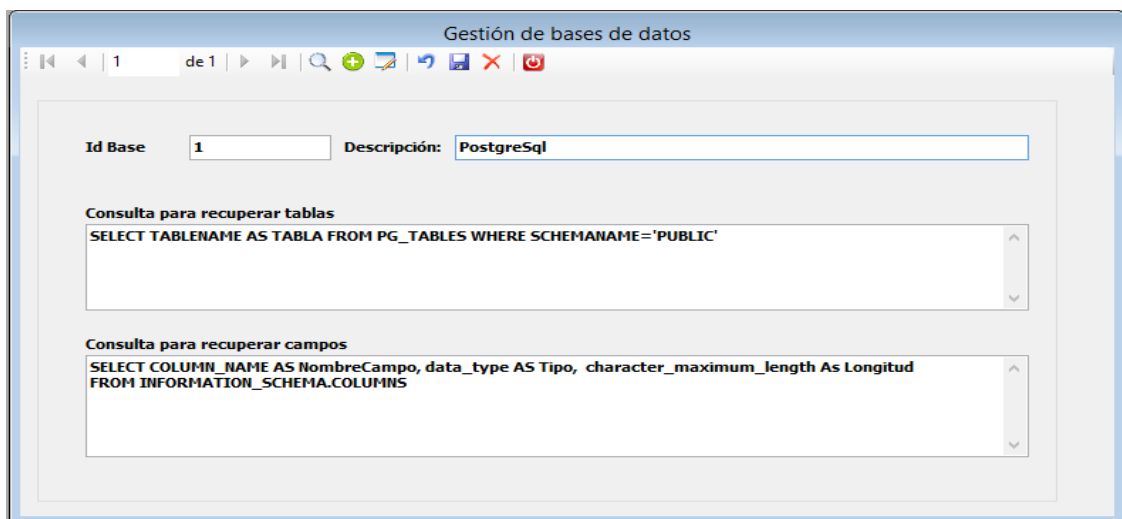 Gestión de bases de datos
1 de 1
Id Base 1 Descripción: PostgreSql
Consulta para recuperar tablas
SELECT TABLENAME AS TABLA FROM PG_TABLES WHERE SCHEMANAME='PUBLIC'
Consulta para recuperar campos
SELECT COLUMN_NAME AS NombreCampo, data_type AS Tipo, character_maximum_length As Longitud
FROM INFORMATION_SCHEMA.COLUMNS